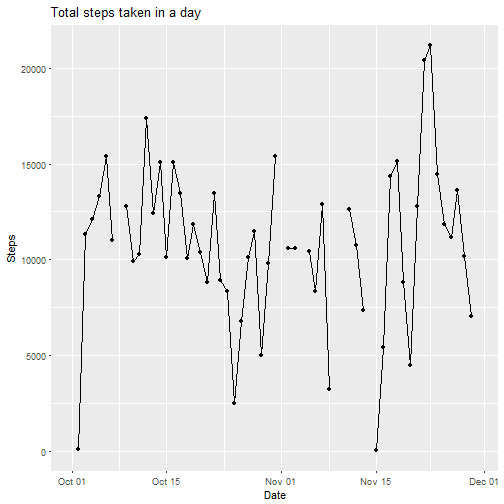 Total steps taken in a day
20000
15000
10000
5000
0
Steps
Oct 01
Oct 15
Nov 01
Nov 15
Dec 01
Date